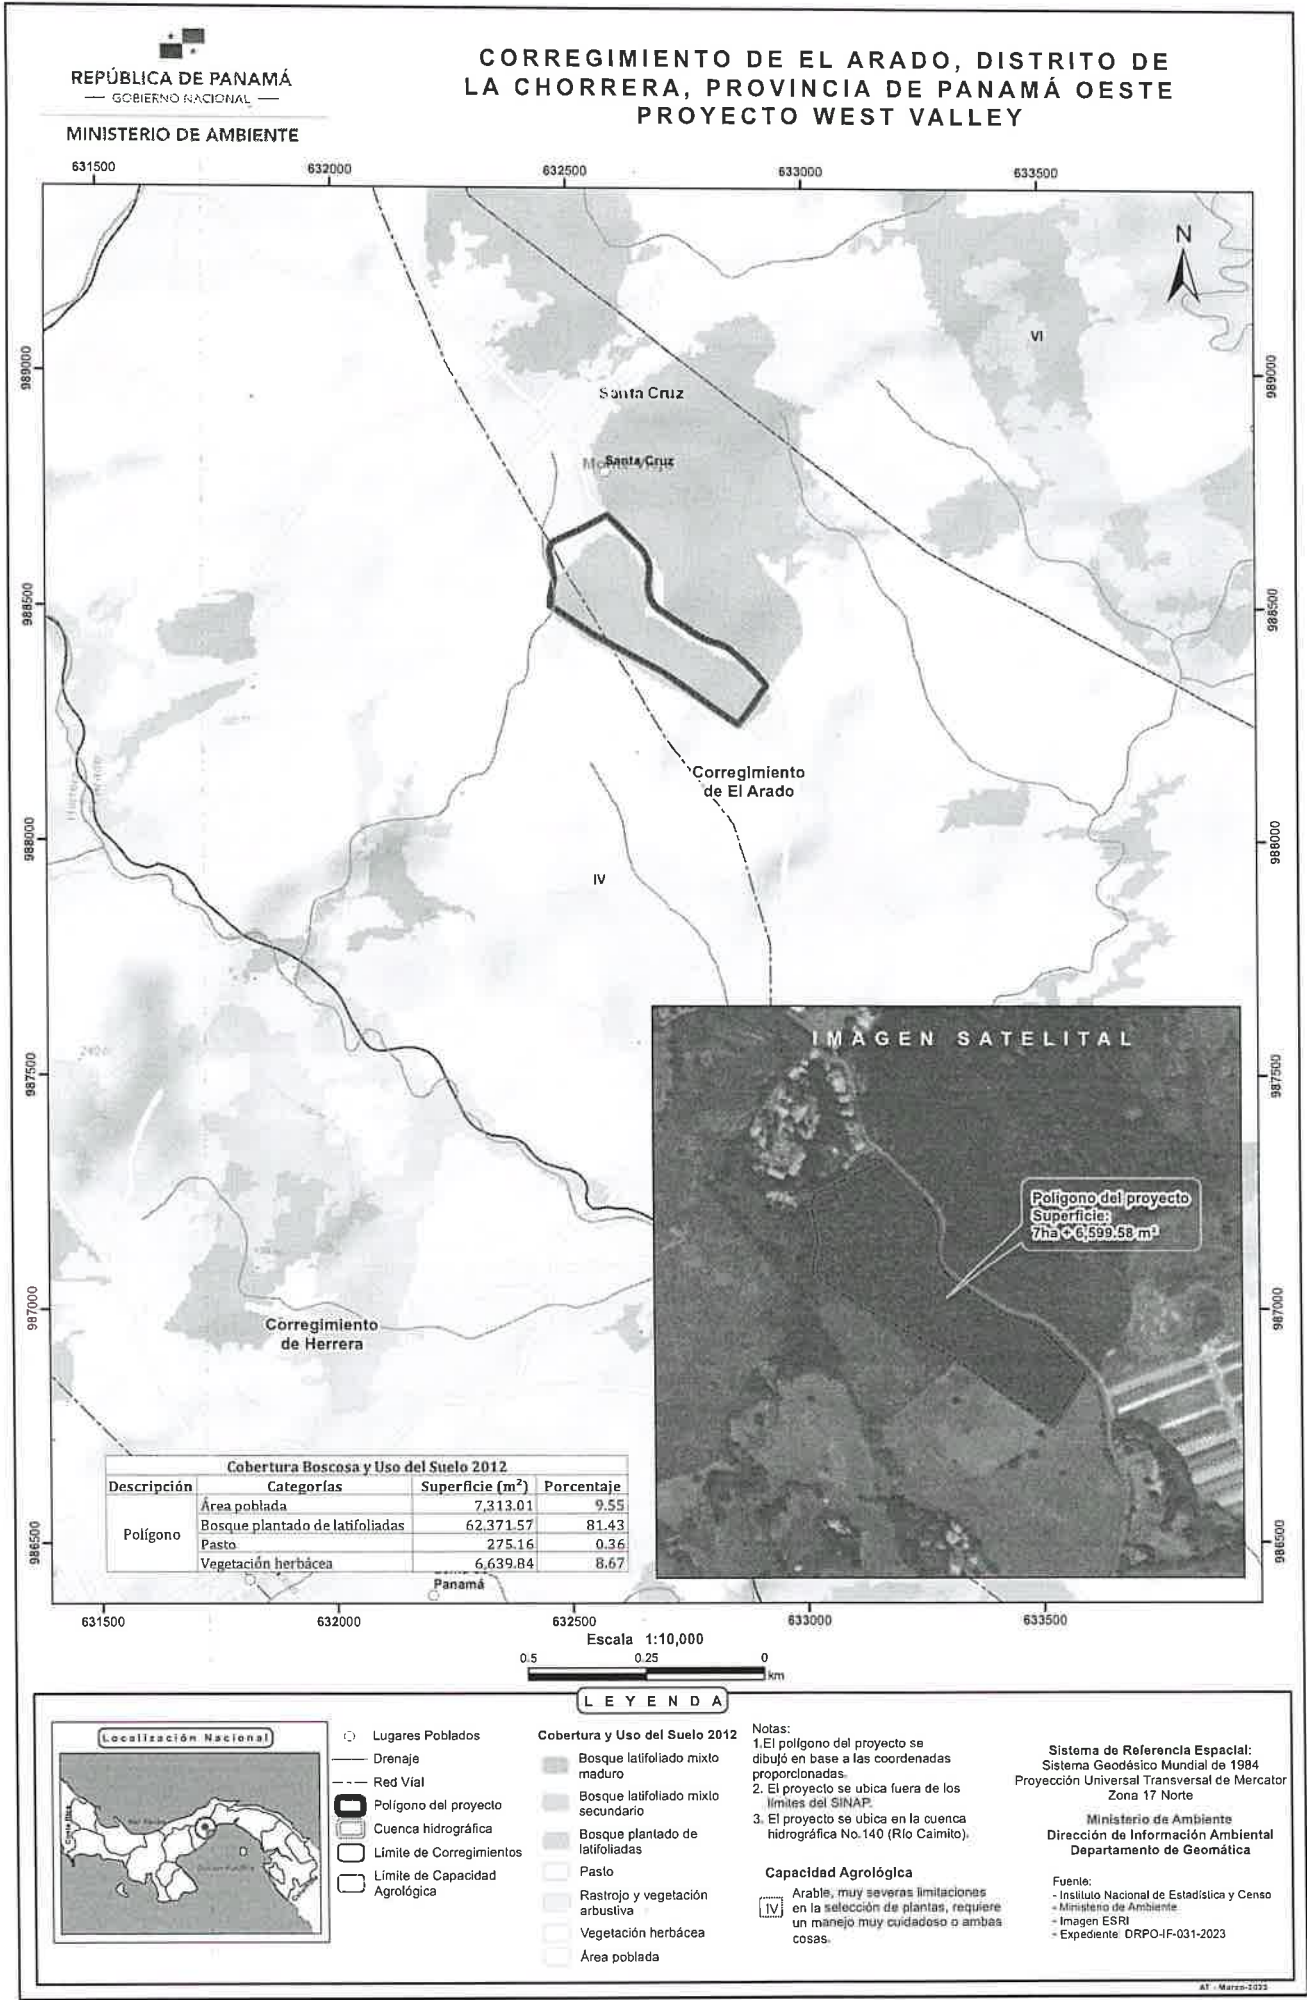 REPÚBLICA DE PANAMÁ
GOBIERNO NACIONAL
MINISTERIO DE AMBIENTE
CORREGIMIENTO DE EL ARADO, DISTRITO DE
LA CHORRERA, PROVINCIA DE PANAMÁ OESTE
PROYECTO WEST VALLEY
631500
632000
632500
633000
633500
N
VI
989000
989000
Santa Cruz
Santa Cruz
988500
988500
Corregimiento
de El Arado
988000
988000
IV
987500
987500
IMAGEN SATELITAL
Polígono del proyecto
Superficie:
7ha + 6,599.58 m²
987000
987000
Corregimiento
de Herrera
Cobertura Boscosa y Uso del Suelo 2012
Descripción Categorías Superficie (m²) Porcentaje
Polígono
Área poblada 7,313.01 9.55
Bosque plantado de latifoliadas 62,371.57 81.43
Pasto 275.16 0.36
Vegetación herbácea 6,639.84 8.67
986500
986500
Panamá
631500
632000
632500
633000
633500
Escala 1:10,000
0.5 0.25 0
km
LEYENDA
Localización Nacional
Costa Rica
Lugares Poblados
Drenaje
Red Vial
Polígono del proyecto
Cuenca hidrográfica
Límite de Corregimientos
Límite de Capacidad
Agrológica
Cobertura y Uso del Suelo 2012
Bosque latifoliado mixto
maduro
Bosque latifoliado mixto
secundario
Bosque plantado de
latifoliadas
Pasto
Rastrojo y vegetación
arbustiva
Vegetación herbácea
Área poblada
Notas:
1.El polígono del proyecto se
dibujó en base a las coordenadas
proporcionadas.
2. El proyecto se ubica fuera de los
límites del SINAP.
3. El proyecto se ubica en la cuenca
hidrográfica No.140 (Río Caimito).
Capacidad Agrológica
IV
Arable, muy severas limitaciones
en la selección de plantas, requiere
un manejo muy cuidadoso o ambas
cosas.
Sistema de Referencia Espacial:
Sistema Geodésico Mundial de 1984
Proyección Universal Transversal de Mercator
Zona 17 Norte
Ministerio de Ambiente
Dirección de Información Ambiental
Departamento de Geomática
Fuente:
- Instituto Nacional de Estadística y Censo
- Ministerio de Ambiente
- Imagen ESRI
- Expediente DRPO-IF-031-2023
AT - Marzo-2023